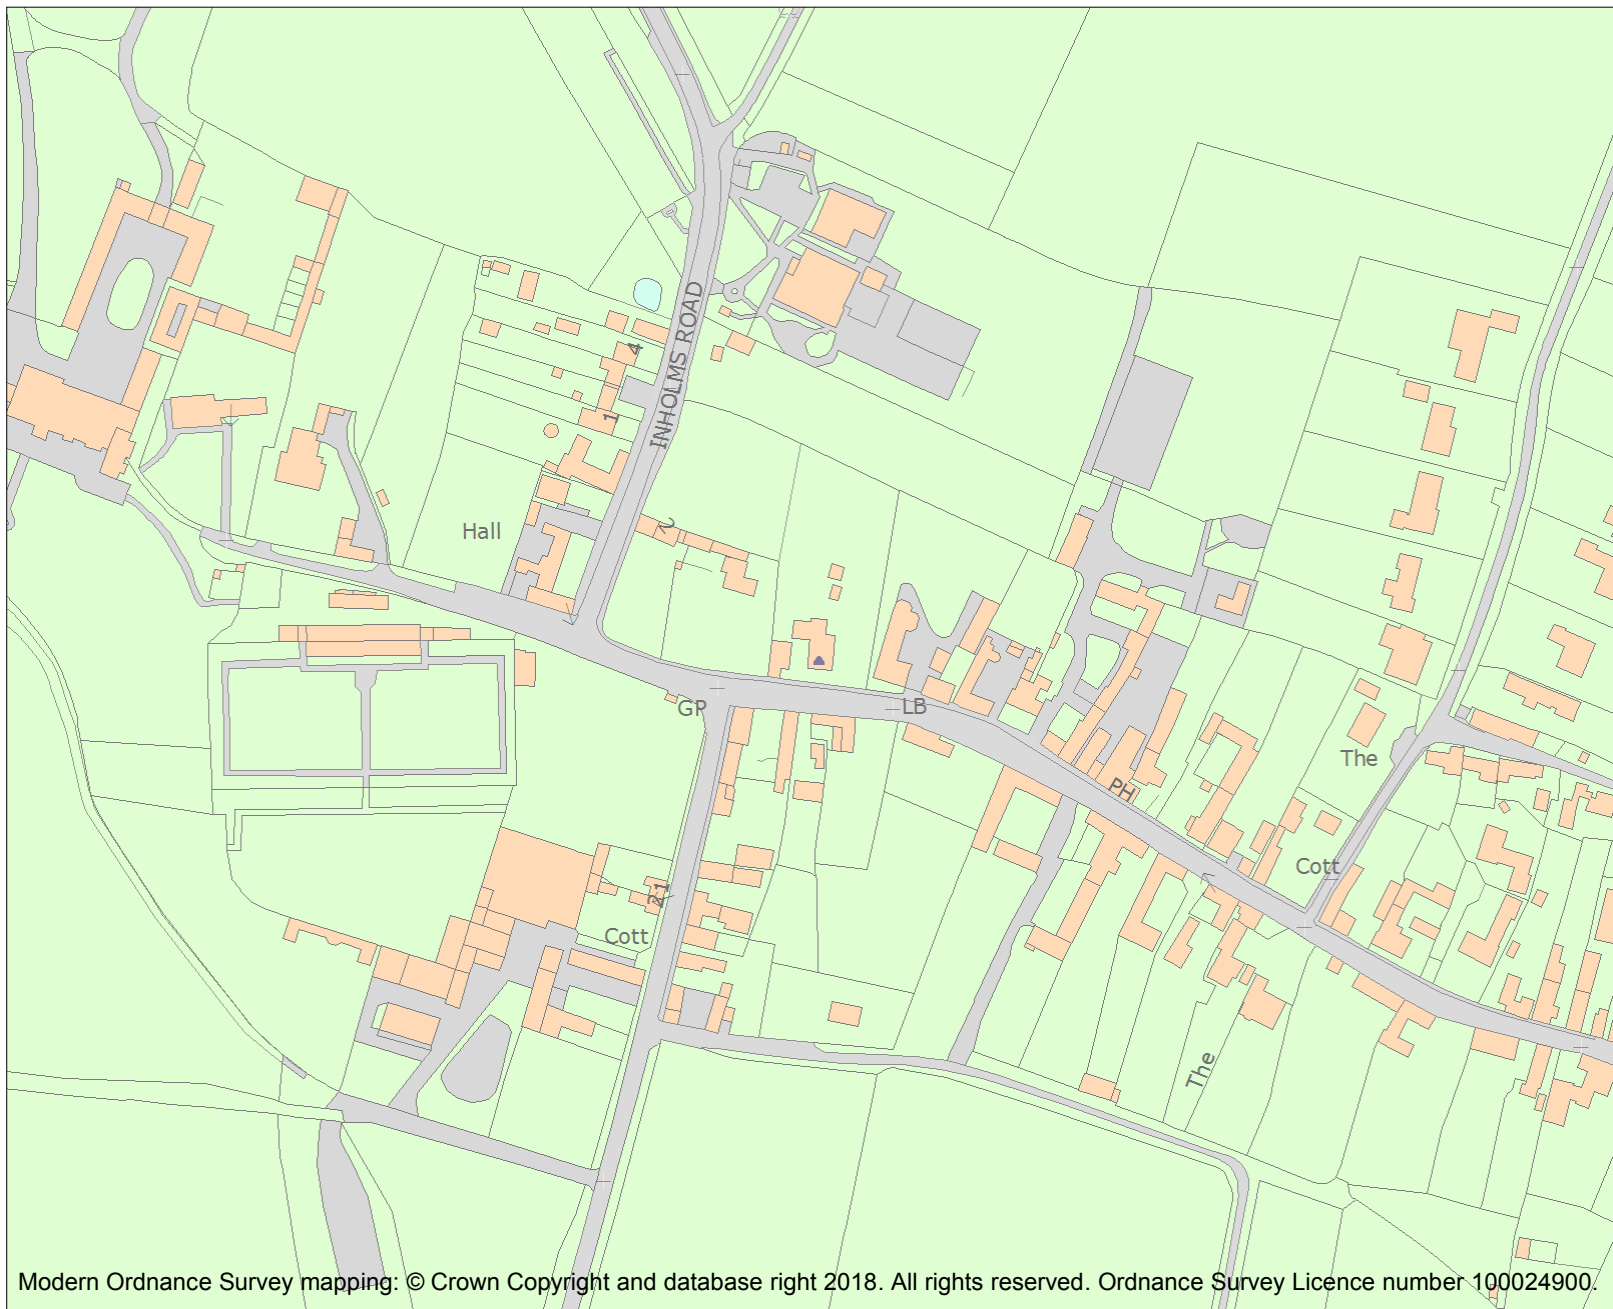 INHOLMS ROAD
4
1
Hall
2
GP
LB
The
PH
Cott
21
Cott
The
Modern Ordnance Survey mapping: © Crown Copyright and database right 2018. All rights reserved. Ordnance Survey Licence number 100024900.